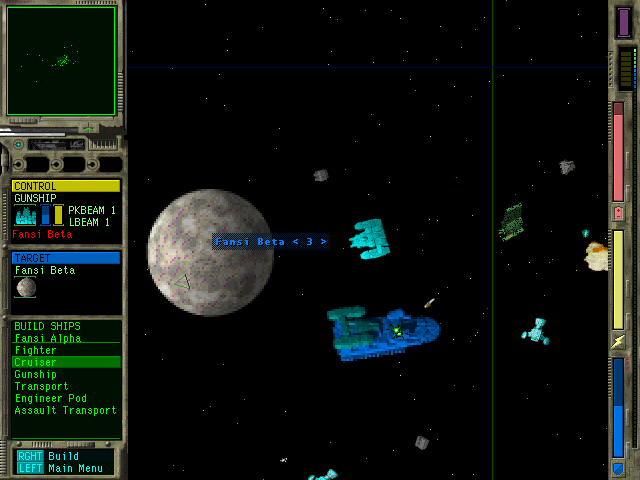 CONTROL
GUNSHIP
PKBEAM 1
LBEAM 1
Fansi Beta
TARGET
Fansi Beta
BUILD SHIPS
Fansi Alpha
Fighter
Cruiser
Gunship
Transport
Engineer Pod
Assault Transport
RGHT Build
LEFT Main Menu
Fansi Beta < 3 >